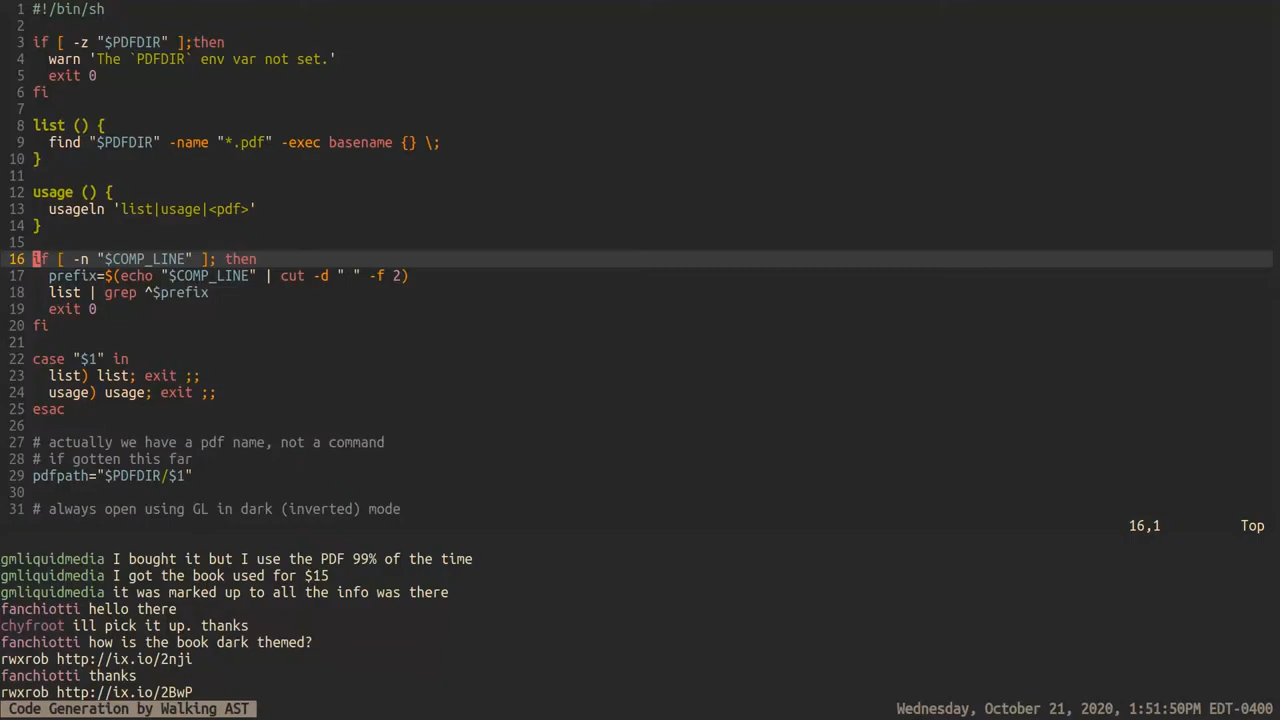 1 #!/bin/sh
2
3 if [ -z "$PDFDIR" ];then
4   warn 'The `PDFDIR` env var not set.'
5   exit 0
6 fi
7
8 list () {
9   find "$PDFDIR" -name "*.pdf" -exec basename {} \;
10 }
11
12 usage () {
13   usageln 'list|usage|<pdf>'
14 }
15
16 if [ -n "$COMP_LINE" ]; then
17   prefix=$(echo "$COMP_LINE" | cut -d " " -f 2)
18   list | grep ^$prefix
19   exit 0
20 fi
21
22 case "$1" in
23   list) list; exit ;;
24   usage) usage; exit ;;
25 esac
26
27 # actually we have a pdf name, not a command
28 # if gotten this far
29 pdfpath="$PDFDIR/$1"
30
31 # always open using GL in dark (inverted) mode
16,1 Top
gmliquidmedia I bought it but I use the PDF 99% of the time
gmliquidmedia I got the book used for $15
gmliquidmedia it was marked up to all the info was there
fanchiotti hello there
chyfroot ill pick it up. thanks
fanchiotti how is the book dark themed?
rwxrob http://ix.io/2nji
fanchiotti thanks
rwxrob http://ix.io/2BwP
Code Generation by Walking AST Wednesday, October 21, 2020, 1:51:50PM EDT-0400